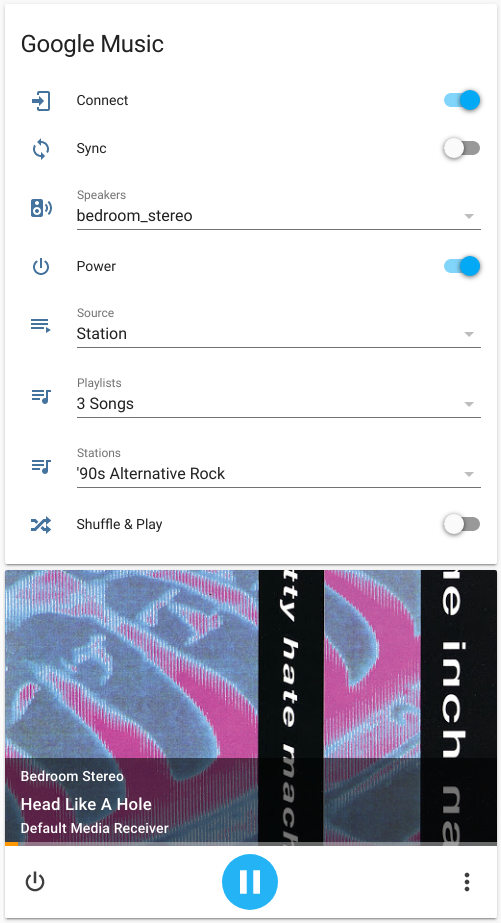 Google Music
Connect
Sync
Speakers
bedroom_stereo
Power
Source
Station
Playlists
3 Songs
Stations
'90s Alternative Rock
Shuffle & Play
tty hate mach
ne inch na
Bedroom Stereo
Head Like A Hole
Default Media Receiver